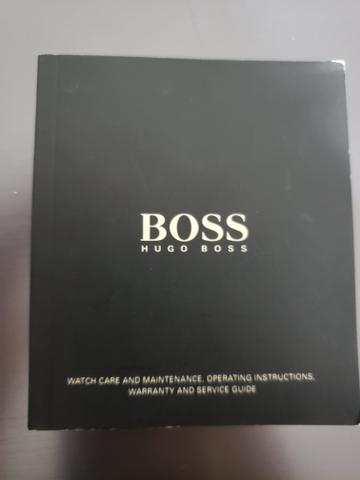 BOSS
HUGO BOSS
WATCH CARE AND MAINTENANCE, OPERATING INSTRUCTIONS,
WARRANTY AND SERVICE GUIDE